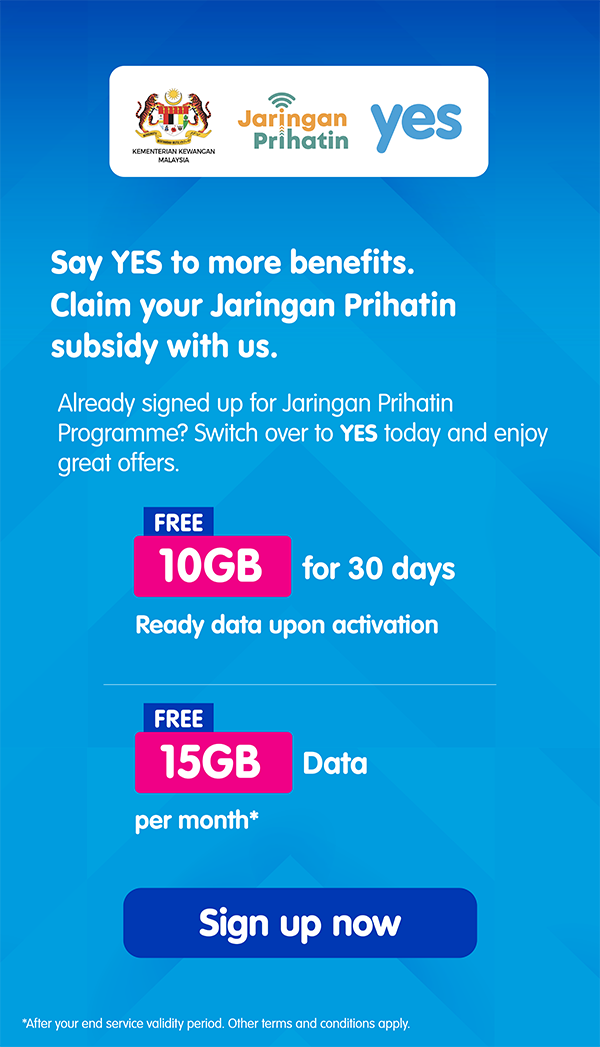 KEMENTERIAN KEWANGAN
MALAYSIA
Jaringan
Prihatin
yes
Say YES to more benefits.
Claim your Jaringan Prihatin
subsidy with us.
Already signed up for Jaringan Prihatin
Programme? Switch over to YES today and enjoy
great offers.
FREE
10GB for 30 days
Ready data upon activation
FREE
15GB Data
per month*
Sign up now
*After your end service validity period. Other terms and conditions apply.